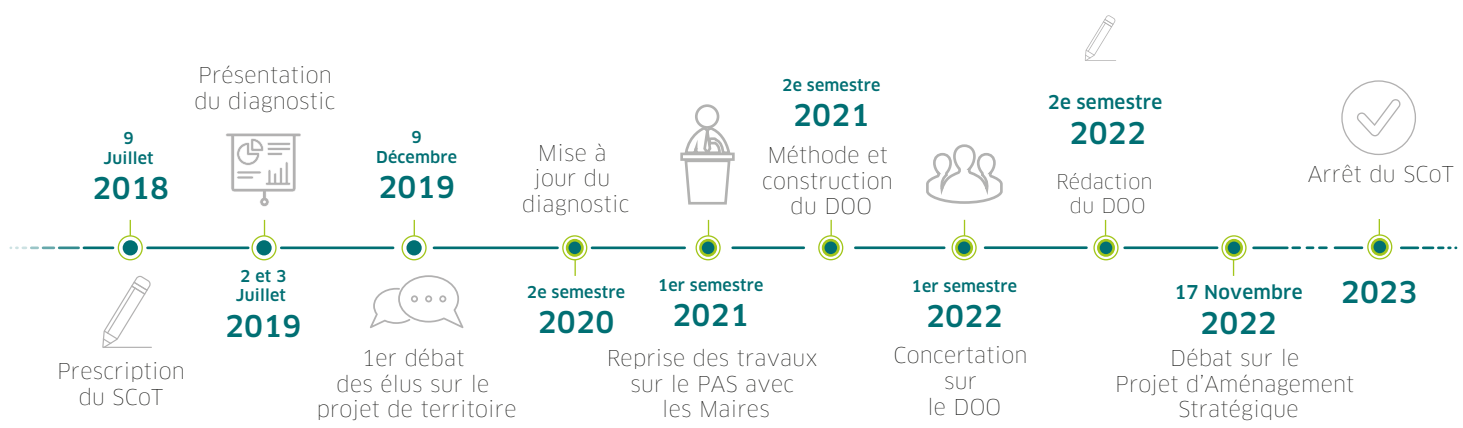 9
Juillet
2018
Prescription
du SCoT
Présentation
du diagnostic
2 et 3
Juillet
2019
9
Décembre
2019
1er débat
des élus sur le
projet de territoire
Mise à
jour du
diagnostic
2e semestre
2020
1er semestre
2021
Reprise des travaux
sur le PAS avec
les Maires
2e semestre
2021
Méthode et
construction
du DOO
1er semestre
2022
Concertation
sur
le DOO
2e semestre
2022
Rédaction
du DOO
17 Novembre
2022
Débat sur le
Projet d'Aménagement
Stratégique
Arrêt du SCoT
2023